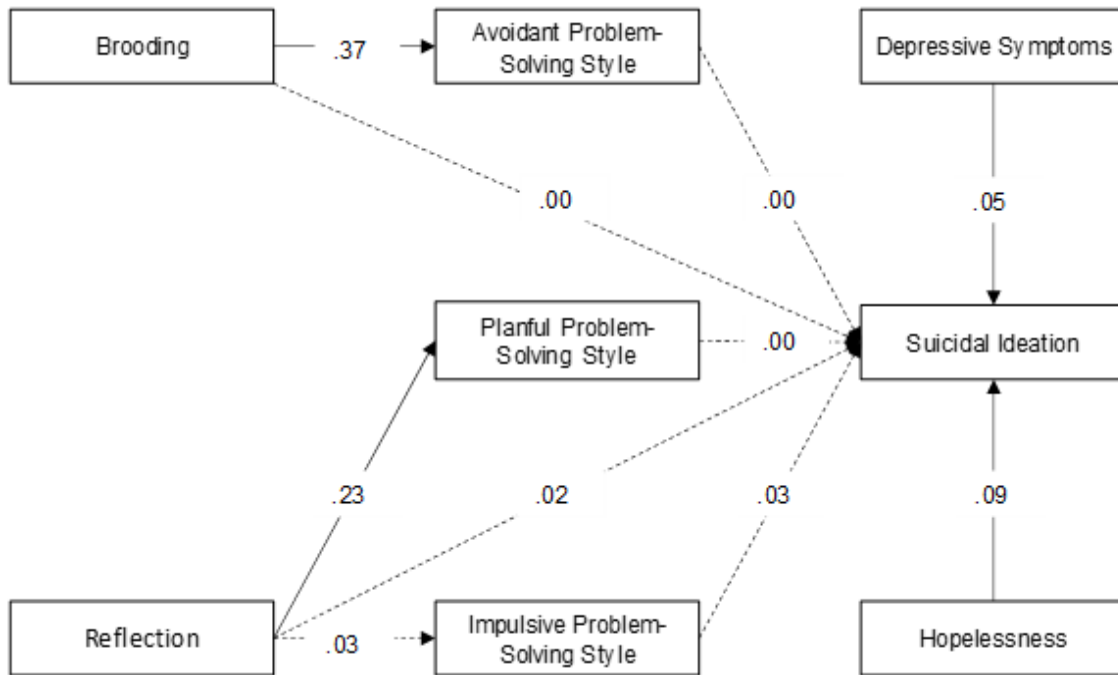 Brooding
.37
Avoidant Problem-
Solving Style
Depressive Symptoms
.00
.00
.05
Planful Problem-
Solving Style
.00
Suicidal Ideation
.23
.02
.03
.09
Reflection
.03
Impulsive Problem-
Solving Style
Hopelessness